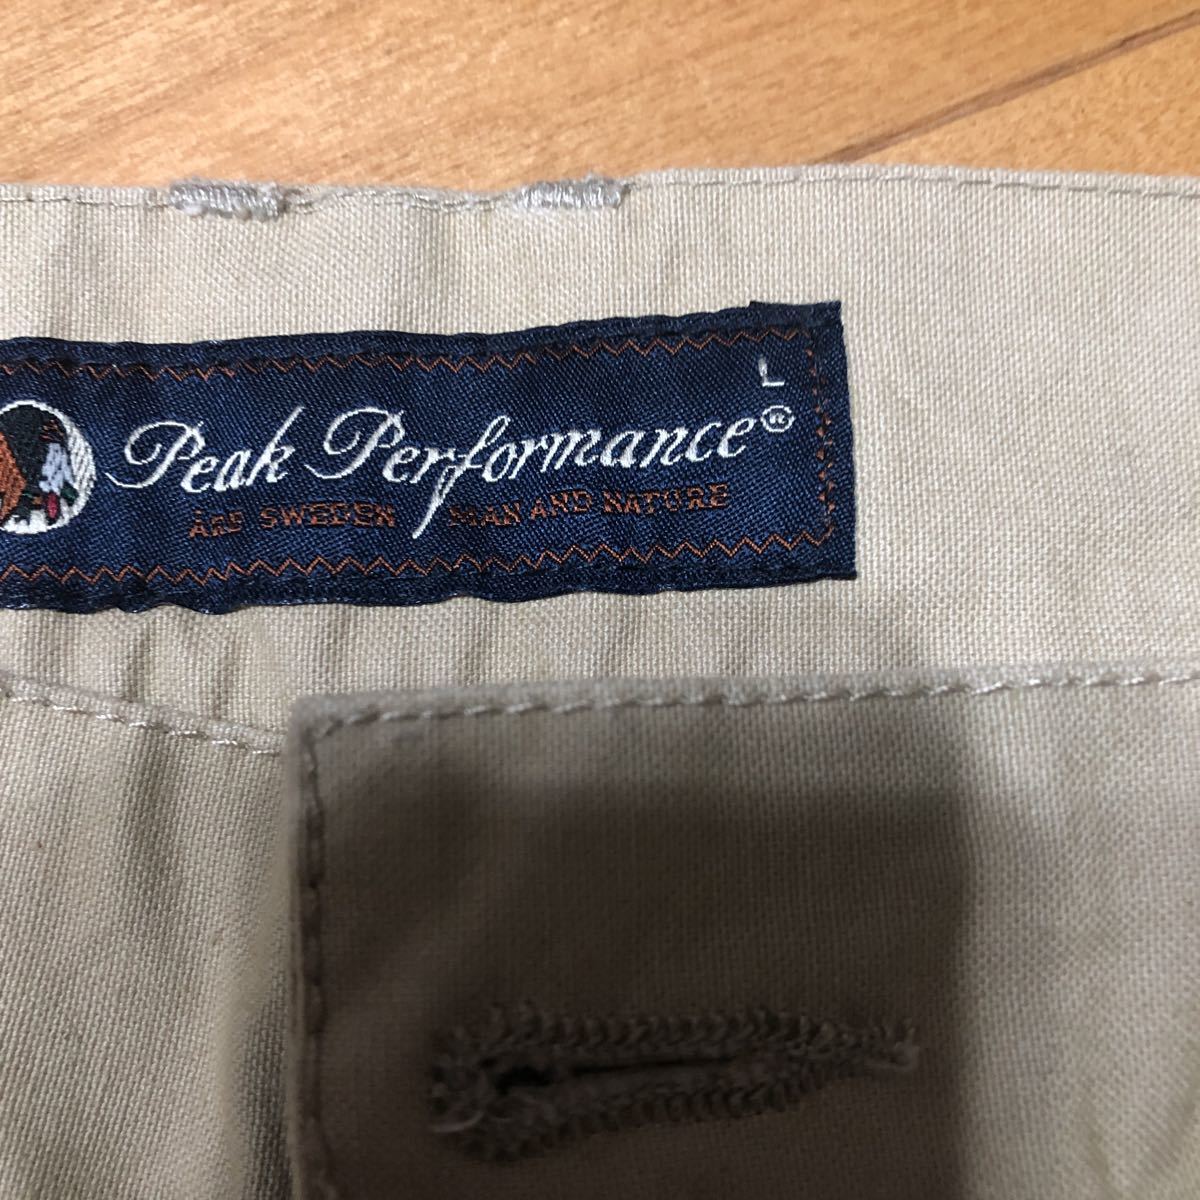 L
Peak Performance®
ÅRE SWEDEN MAN AND NATURE